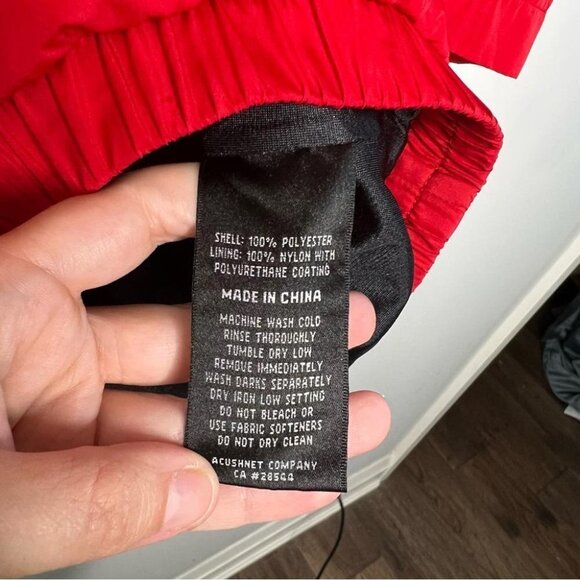 SHELL: 100% POLYESTER
LINING: 100% NYLON WITH
POLYURETHANE COATING
MADE IN CHINA
MACHINE WASH COLD
RINSE THOROUGHLY
TUMBLE DRY LOW
REMOVE IMMEDIATELY
WASH DARKS SEPARATELY
DRY IRON LOW SETTING
DO NOT BLEACH OR
USE FABRIC SOFTENERS
DO NOT DRY CLEAN
ACUSHNET COMPANY
CA #28544